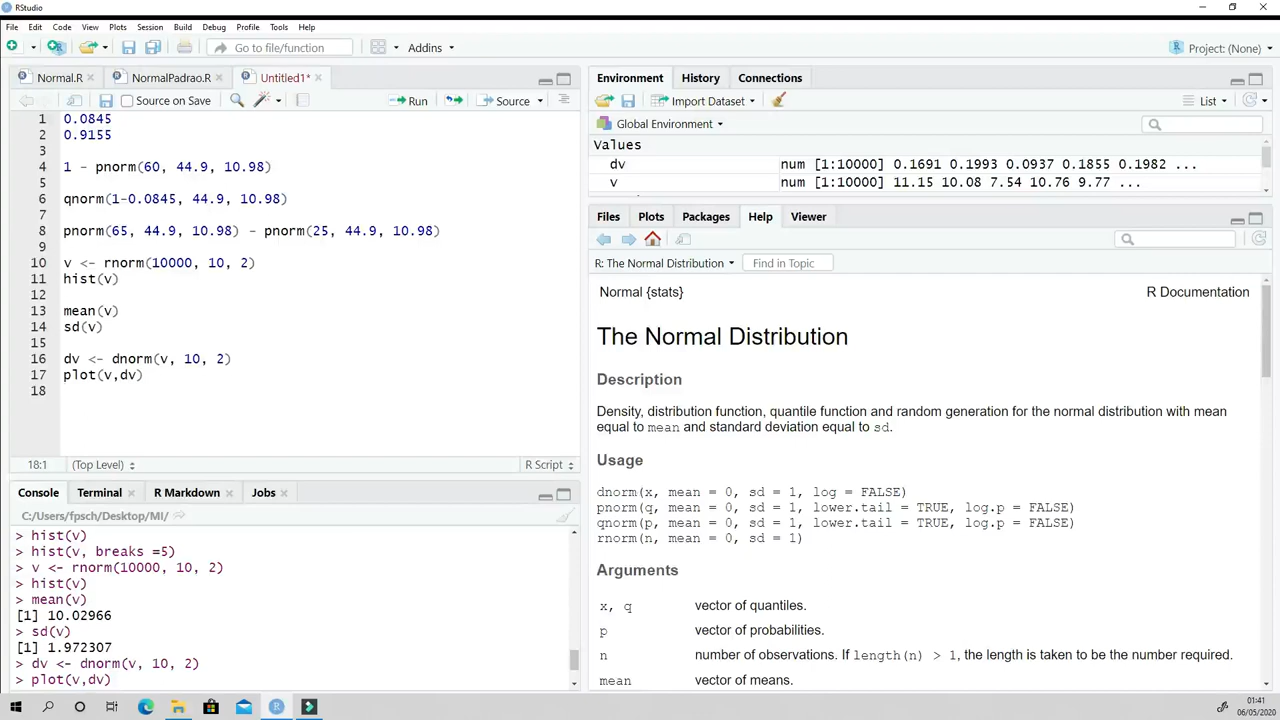 RStudio
File Edit Code View Plots Session Build Debug Profile Tools Help
Go to file/function Addins Project: (None)
Normal.R NormalPadrao.R Untitled1*
Source on Save Run Source
1 0.0845
2 0.9155
3
4 1 - pnorm(60, 44.9, 10.98)
5
6 qnorm(1-0.0845, 44.9, 10.98)
7
8 pnorm(65, 44.9, 10.98) - pnorm(25, 44.9, 10.98)
9
10 v <- rnorm(10000, 10, 2)
11 hist(v)
12
13 mean(v)
14 sd(v)
15
16 dv <- dnorm(v, 10, 2)
17 plot(v,dv)
18
18:1 (Top Level) R Script
Console Terminal R Markdown Jobs
C:/Users/fpsch/Desktop/MI/
> hist(v)
> hist(v, breaks =5)
> v <- rnorm(10000, 10, 2)
> hist(v)
> mean(v)
[1] 10.02966
> sd(v)
[1] 1.972307
> dv <- dnorm(v, 10, 2)
> plot(v,dv)
Environment History Connections
Import Dataset List
Global Environment
Values
dv num [1:10000] 0.1691 0.1993 0.0937 0.1855 0.1982 ...
v num [1:10000] 11.15 10.08 7.54 10.76 9.77 ...
Files Plots Packages Help Viewer
R: The Normal Distribution Find in Topic
Normal {stats} R Documentation
The Normal Distribution
Description
Density, distribution function, quantile function and random generation for the normal distribution with mean
equal to mean and standard deviation equal to sd.
Usage
dnorm(x, mean = 0, sd = 1, log = FALSE)
pnorm(q, mean = 0, sd = 1, lower.tail = TRUE, log.p = FALSE)
qnorm(p, mean = 0, sd = 1, lower.tail = TRUE, log.p = FALSE)
rnorm(n, mean = 0, sd = 1)
Arguments
x, q vector of quantiles.
p vector of probabilities.
n number of observations. If length(n) > 1, the length is taken to be the number required.
mean vector of means.
01:41
06/05/2020